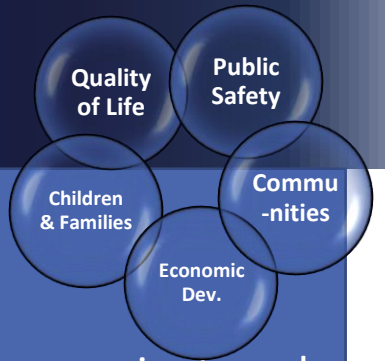 Quality
of Life
Public
Safety
Children
& Families
Commu
-nities
Economic
Dev.